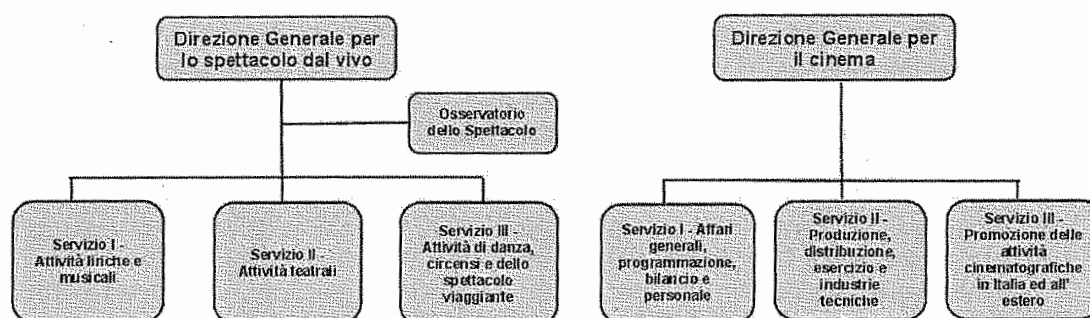 Direzione Generale per
lo spettacolo dal vivo
Osservatorio
dello Spettacolo
Servizio I -
Attività liriche e
musicali
Servizio II -
Attività teatrali
Servizio III -
Attività di danza,
circensi e dello
spettacolo
viaggiante
Direzione Generale per
il cinema
Servizio I - Affari
generali,
programmazione,
bilancio e
personale
Servizio II -
Produzione,
distribuzione,
esercizio e
industrie
tecniche
Servizio III -
Promozione delle
attività
cinematografiche
in Italia ed all'
estero